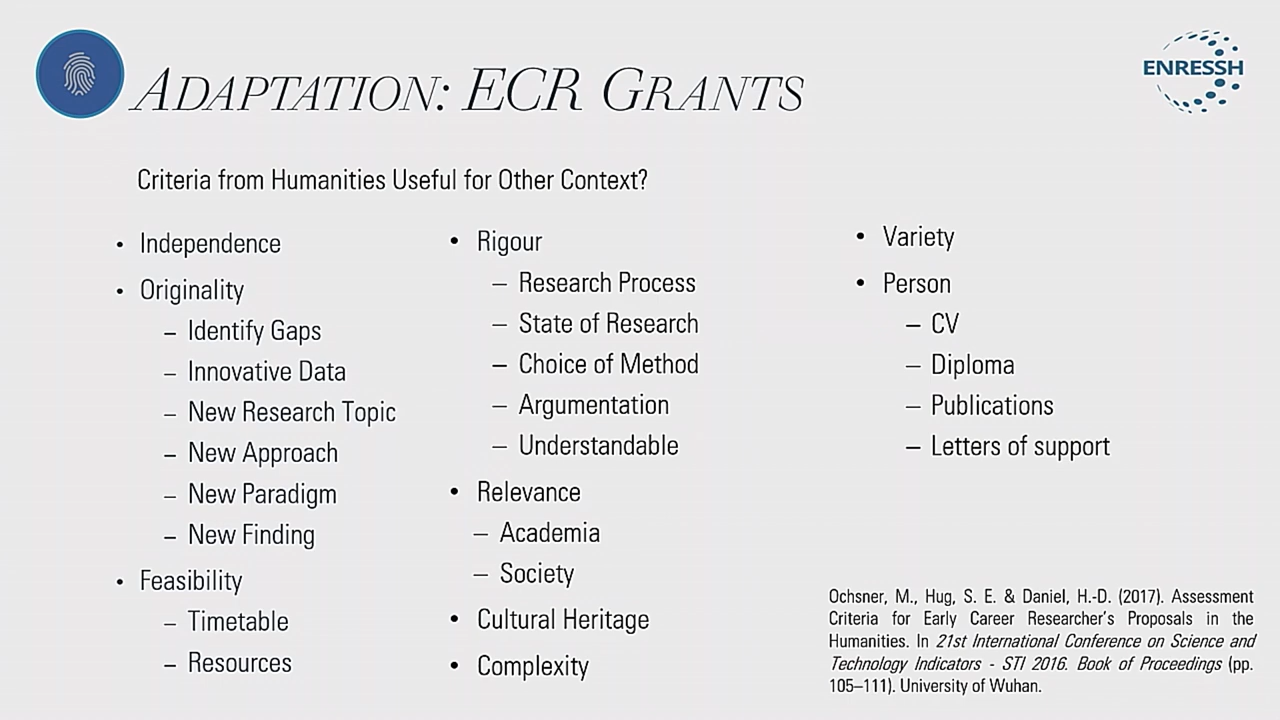 ADAPTATION: ECR GRANTS
ENRESSH
Criteria from Humanities Useful for Other Context?
• Independence
• Originality
– Identify Gaps
– Innovative Data
– New Research Topic
– New Approach
– New Paradigm
– New Finding
• Feasibility
– Timetable
– Resources
• Rigour
– Research Process
– State of Research
– Choice of Method
– Argumentation
– Understandable
• Relevance
– Academia
– Society
• Cultural Heritage
• Complexity
• Variety
• Person
– CV
– Diploma
– Publications
– Letters of support
Ochsner, M., Hug, S. E. & Daniel, H.-D. (2017). Assessment
Criteria for Early Career Researcher's Proposals in the
Humanities. In 21st International Conference on Science and
Technology Indicators - STI 2016. Book of Proceedings (pp.
105–111). University of Wuhan.